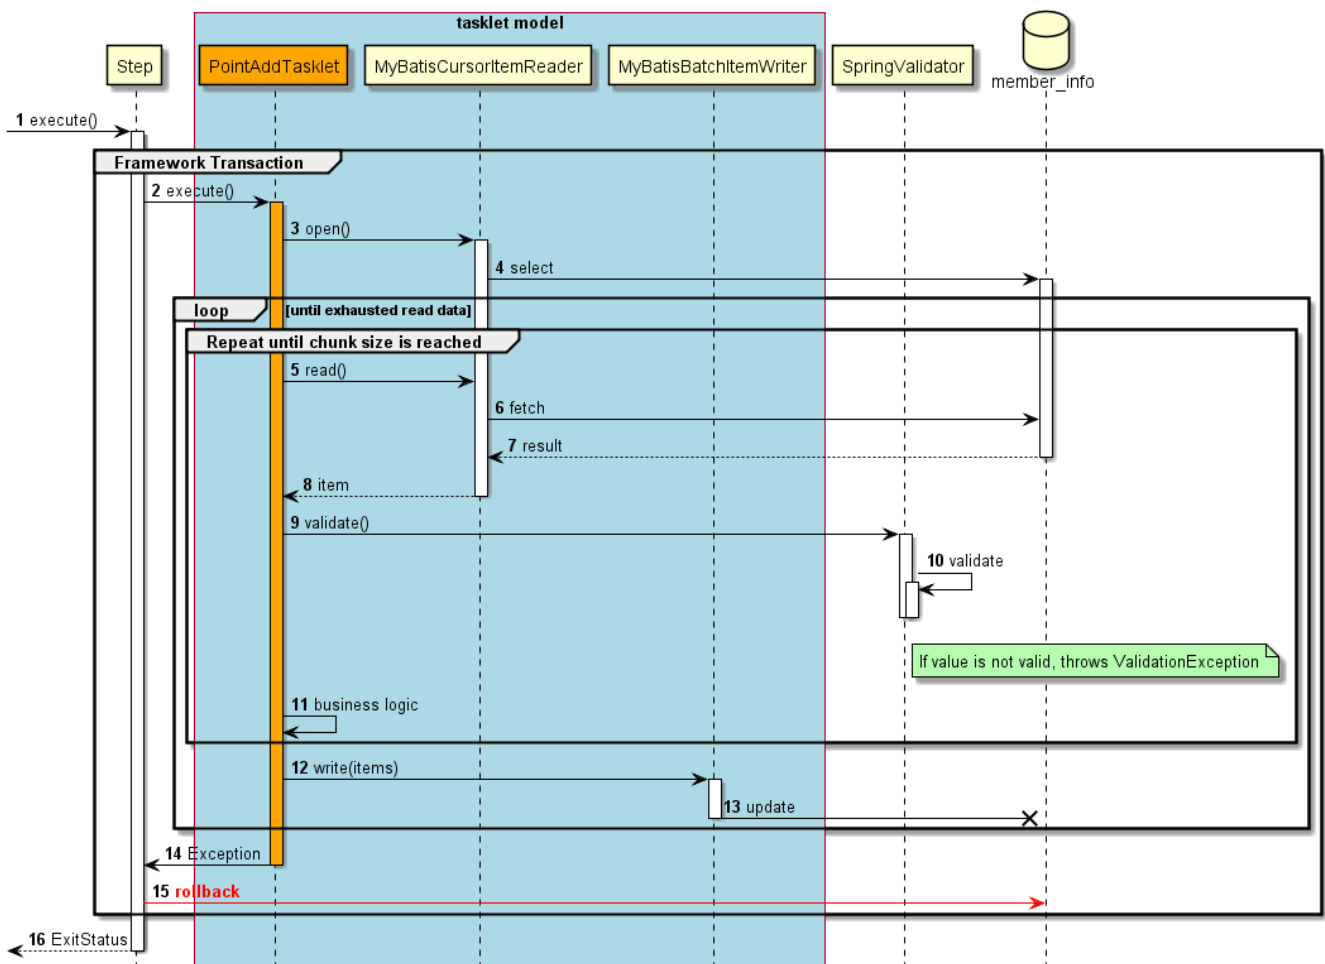 tasklet model
Step
PointAddTasklet
MyBatisCursorItemReader
MyBatisBatchItemWriter
SpringValidator
member_info
1 execute()
Framework Transaction
2 execute()
3 open()
4 select
loop [until exhausted read data]
Repeat until chunk size is reached
5 read()
6 fetch
7 result
8 item
9 validate()
10 validate
If value is not valid, throws ValidationException
11 business logic
12 write(items)
13 update
14 Exception
15 rollback
16 ExitStatus